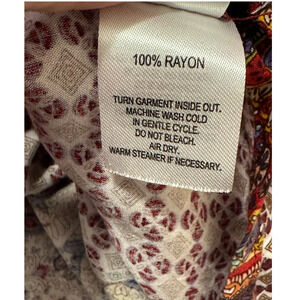 100% RAYON
TURN GARMENT INSIDE OUT.
MACHINE WASH COLD
IN GENTLE CYCLE.
DO NOT BLEACH.
AIR DRY.
WARM STEAMER IF NECESSARY.